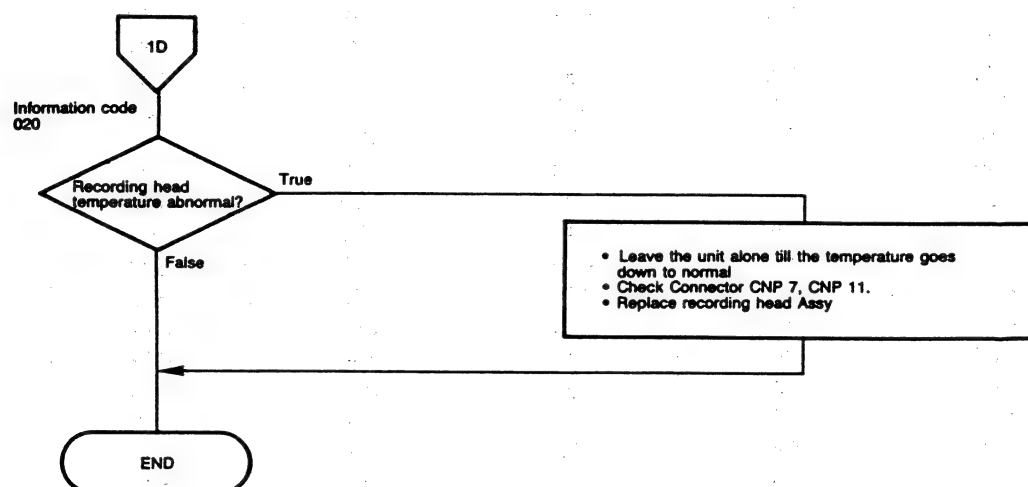 1D
Information code
020
Recording head
temperature abnormal?
True
False
• Leave the unit alone till the temperature goes
down to normal
• Check Connector CNP 7, CNP 11.
• Replace recording head Assy
END